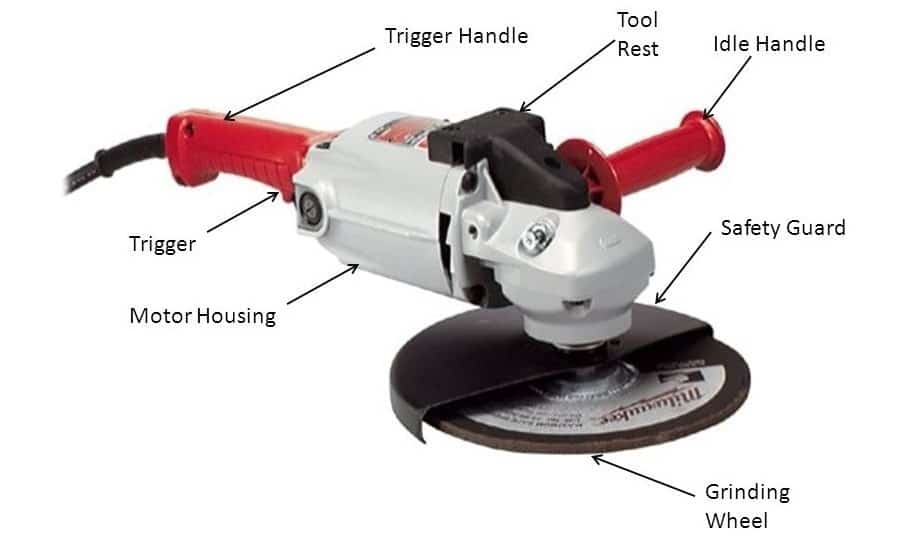 Trigger Handle
Tool
Rest
Idle Handle
Trigger
Safety Guard
Motor Housing
Milwaukee
Grinding
Wheel